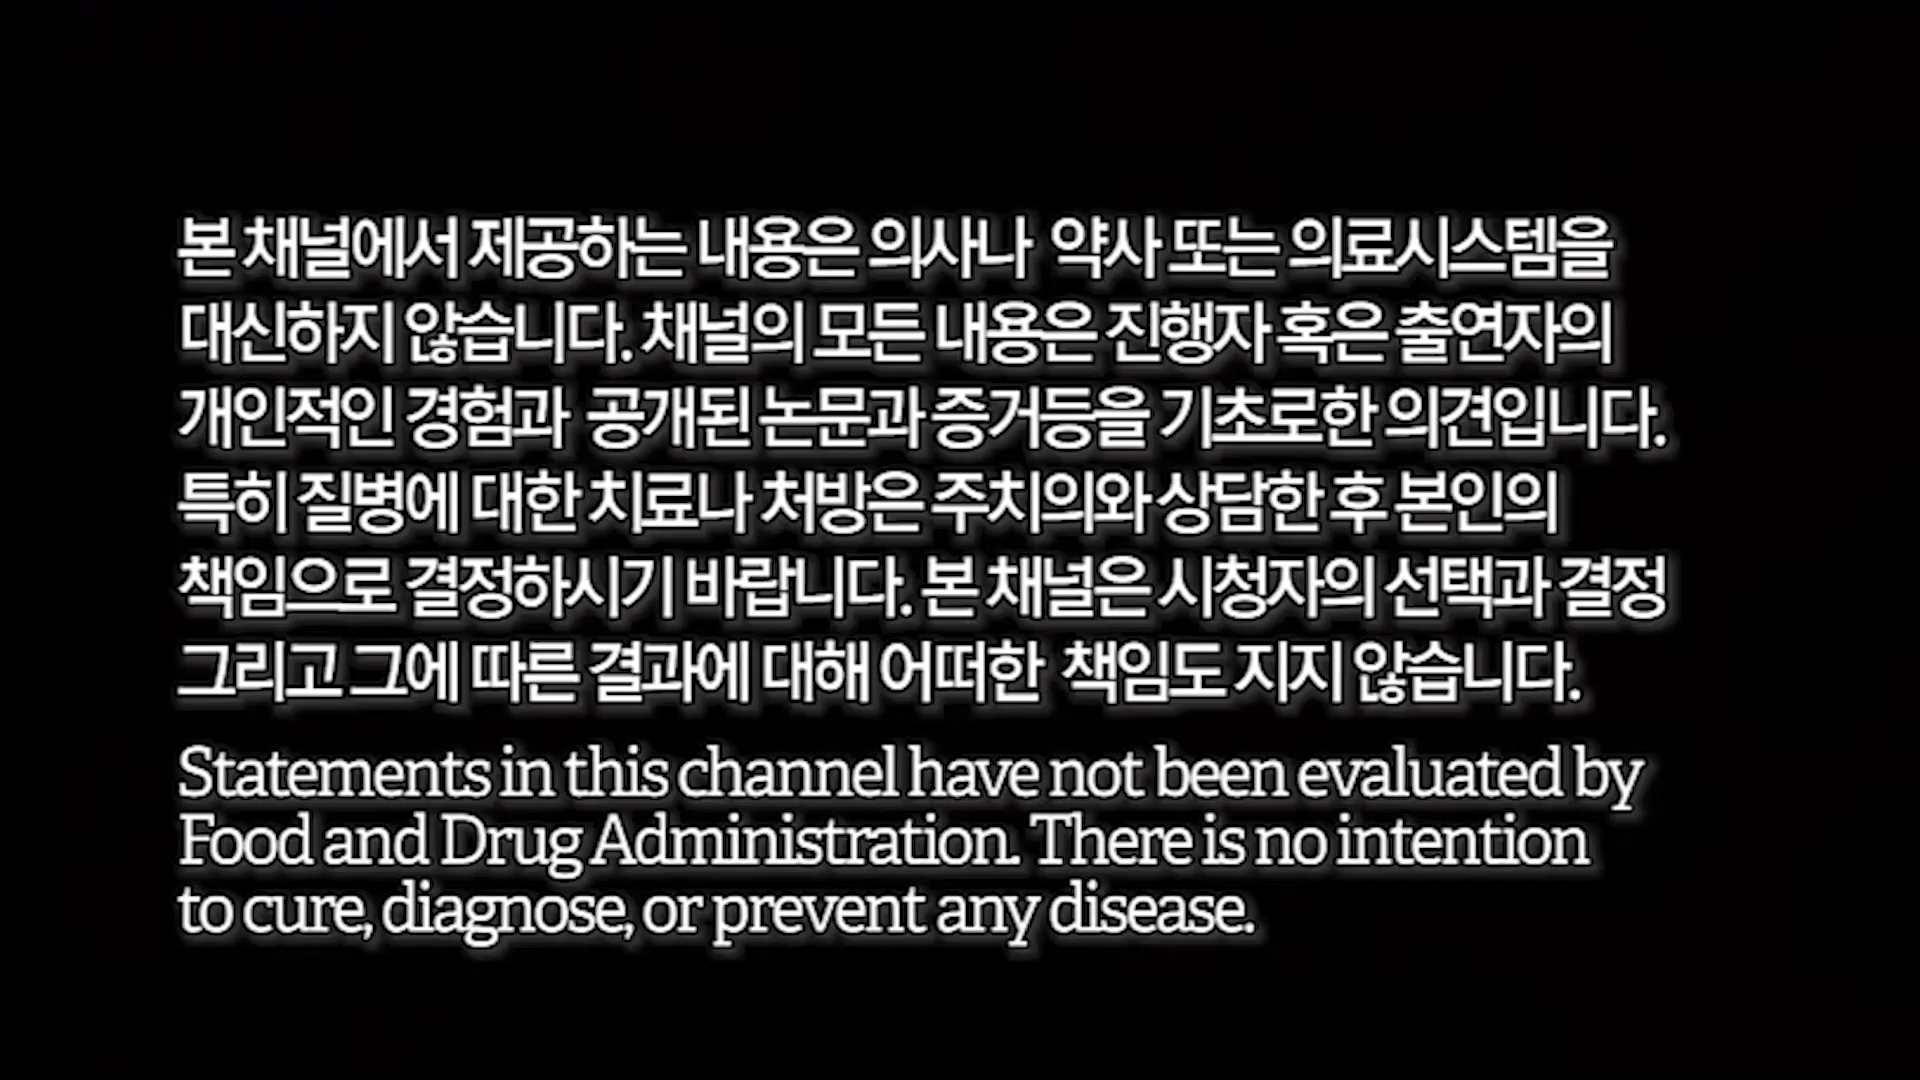 본 채널에서 제공하는 내용은 의사나 약사 또는 의료시스템을
대신하지 않습니다. 채널의 모든 내용은 진행자 혹은 출연자의
개인적인 경험과 공개된 논문과 증거등을 기초로한 의견입니다.
특히 질병에 대한 치료나 처방은 주치의와 상담한 후 본인의
책임으로 결정하시기 바랍니다. 본 채널은 시청자의 선택과 결정
그리고 그에 따른 결과에 대해 어떠한 책임도 지지 않습니다.
Statements in this channel have not been evaluated by
Food and Drug Administration. There is no intention
to cure, diagnose, or prevent any disease.